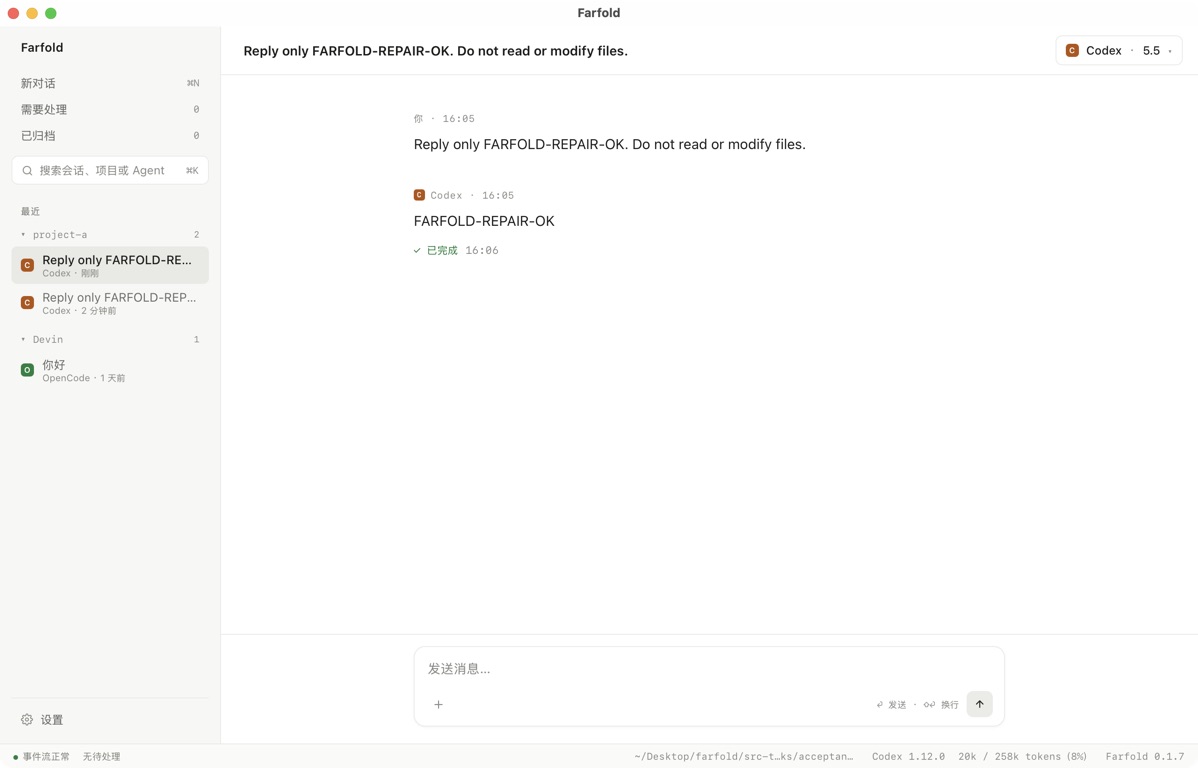 Farfold
Farfold
新对话 ⌘N
需要处理 0
已归档 0
搜索会话、项目或 Agent ⌘K
最近
▾ project-a 2
C Reply only FARFOLD-RE...
Codex · 刚刚
C Reply only FARFOLD-REP...
Codex · 2 分钟前
▾ Devin 1
O 你好
OpenCode · 1 天前
设置
Reply only FARFOLD-REPAIR-OK. Do not read or modify files.
C Codex · 5.5 ▾
你 · 16:05
Reply only FARFOLD-REPAIR-OK. Do not read or modify files.
C Codex · 16:05
FARFOLD-REPAIR-OK
✓ 已完成 16:06
发送消息...
+ ⏎ 发送 · ⇧⏎ 换行 ↑
● 事件流正常 无待处理
~/Desktop/farfold/src-t…ks/acceptan… Codex 1.12.0 20k / 258k tokens (8%) Farfold 0.1.7